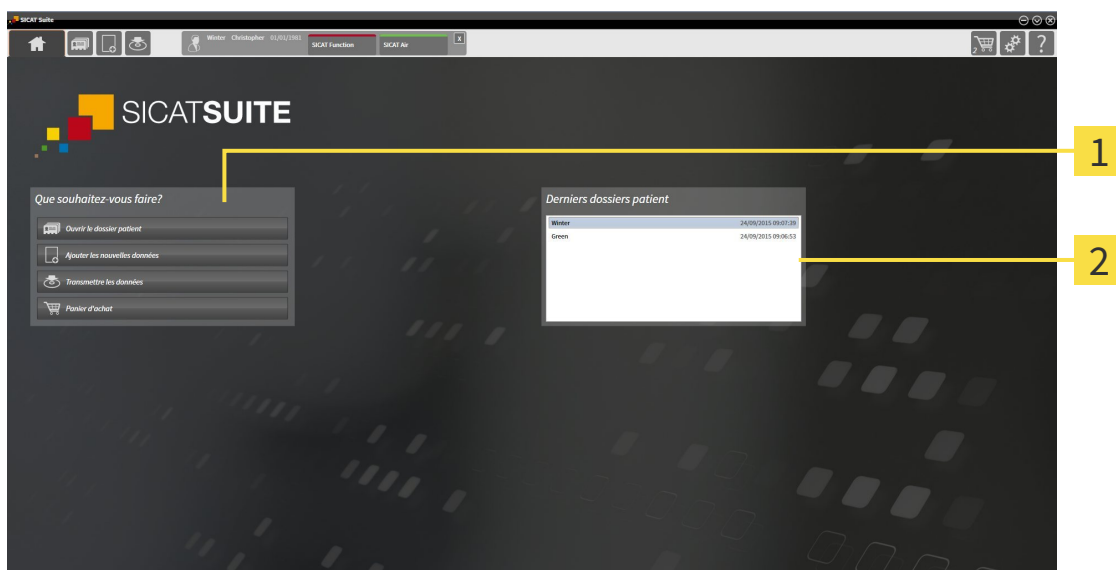 SICAT Suite
Winter Christopher 01/01/1981
SICAT Function
SICAT Air
X
2
?
SICATSUITE
1
Que souhaitez-vous faire?
Ouvrir le dossier patient
Ajouter les nouvelles données
Transmettre les données
Panier d'achat
Derniers dossiers patient
Winter 24/09/2015 09:07:39
Green 24/09/2015 09:06:53
2